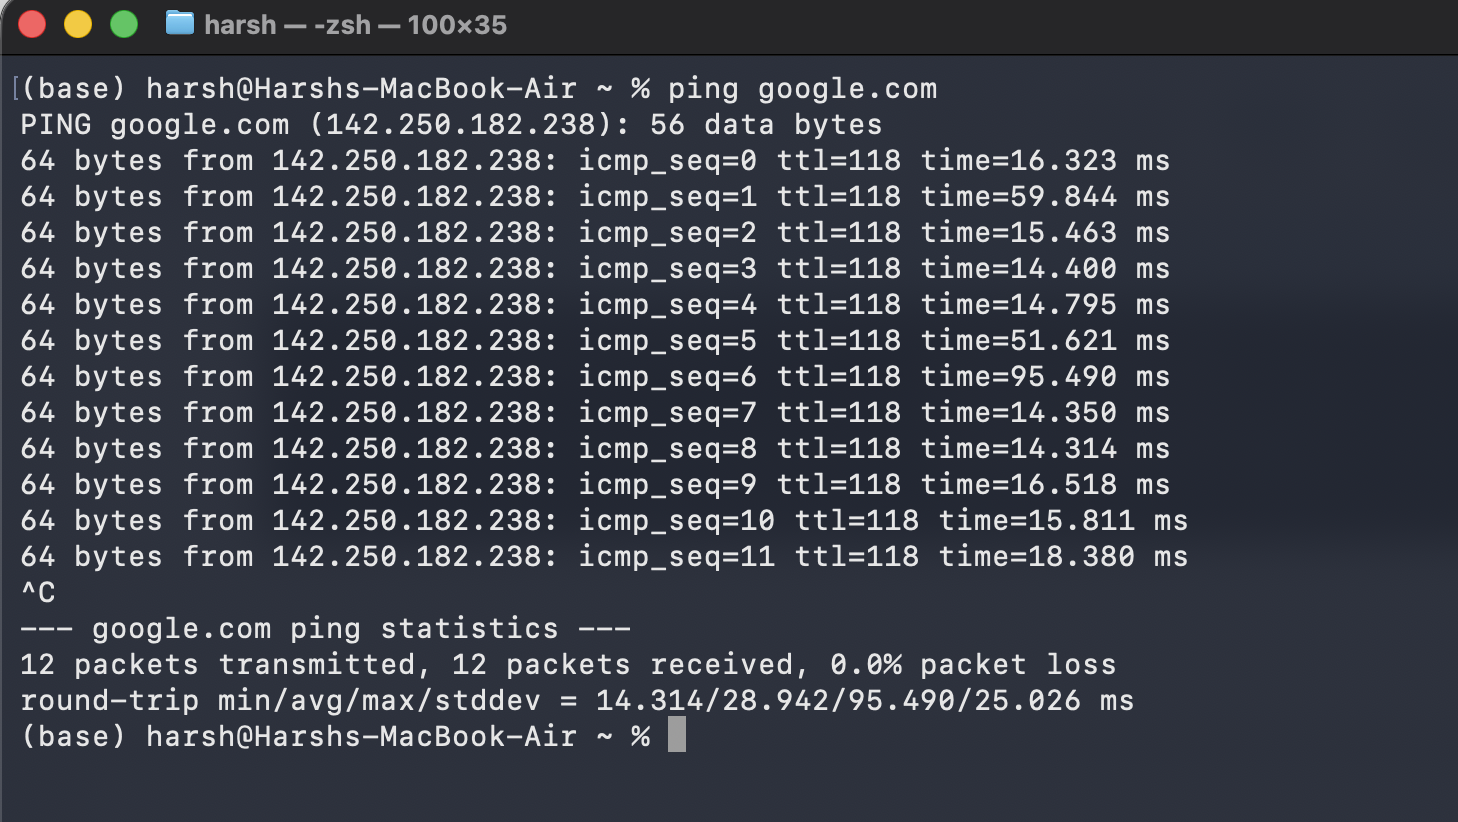 harsh — -zsh — 100×35
(base) harsh@Harshs-MacBook-Air ~ % ping google.com
PING google.com (142.250.182.238): 56 data bytes
64 bytes from 142.250.182.238: icmp_seq=0 ttl=118 time=16.323 ms
64 bytes from 142.250.182.238: icmp_seq=1 ttl=118 time=59.844 ms
64 bytes from 142.250.182.238: icmp_seq=2 ttl=118 time=15.463 ms
64 bytes from 142.250.182.238: icmp_seq=3 ttl=118 time=14.400 ms
64 bytes from 142.250.182.238: icmp_seq=4 ttl=118 time=14.795 ms
64 bytes from 142.250.182.238: icmp_seq=5 ttl=118 time=51.621 ms
64 bytes from 142.250.182.238: icmp_seq=6 ttl=118 time=95.490 ms
64 bytes from 142.250.182.238: icmp_seq=7 ttl=118 time=14.350 ms
64 bytes from 142.250.182.238: icmp_seq=8 ttl=118 time=14.314 ms
64 bytes from 142.250.182.238: icmp_seq=9 ttl=118 time=16.518 ms
64 bytes from 142.250.182.238: icmp_seq=10 ttl=118 time=15.811 ms
64 bytes from 142.250.182.238: icmp_seq=11 ttl=118 time=18.380 ms
^C
--- google.com ping statistics ---
12 packets transmitted, 12 packets received, 0.0% packet loss
round-trip min/avg/max/stddev = 14.314/28.942/95.490/25.026 ms
(base) harsh@Harshs-MacBook-Air ~ %